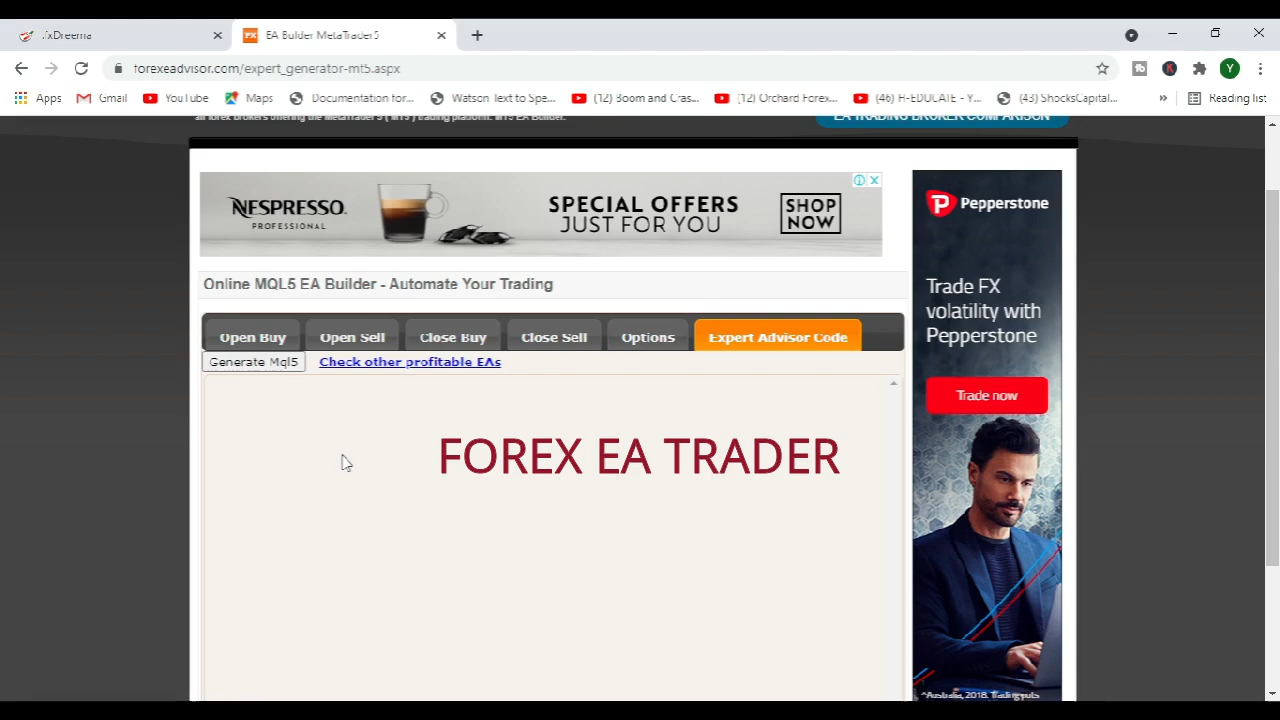 fxDreema
EA Builder MetaTrader5
forexeadvisor.com/expert_generator-mt5.aspx
Apps
Gmail
YouTube
Maps
Documentation for...
Watson Text to Spe...
(12) Boom and Cras...
(12) Orchard Forex...
(46) H-EDUCATE - Y...
(43) ShocksCapital...
»
Reading list
all forex brokers offering the MetaTrader 5 ( MT5 ) trading platform. MT5 EA Builder.
EA TRADING BROKER COMPARISON
NESPRESSO.
PROFESSIONAL
SPECIAL OFFERS
JUST FOR YOU
SHOP
NOW
Pepperstone
Trade FX
volatility with
Pepperstone
Trade now
Online MQL5 EA Builder - Automate Your Trading
Open Buy
Open Sell
Close Buy
Close Sell
Options
Expert Advisor Code
Generate Mql5
Check other profitable EAs
FOREX EA TRADER